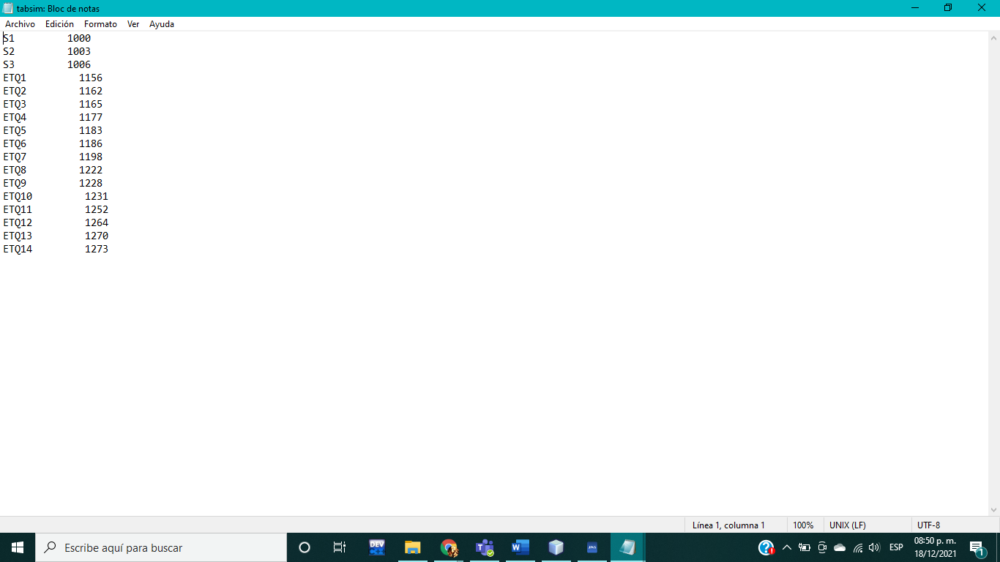 tabsim: Bloc de notas
Archivo Edición Formato Ver Ayuda
S1 1000
S2 1003
S3 1006
ETQ1 1156
ETQ2 1162
ETQ3 1165
ETQ4 1177
ETQ5 1183
ETQ6 1186
ETQ7 1198
ETQ8 1222
ETQ9 1228
ETQ10 1231
ETQ11 1252
ETQ12 1264
ETQ13 1270
ETQ14 1273
Línea 1, columna 1 100% UNIX (LF) UTF-8
Escribe aquí para buscar DEV ESP 08:50 p. m.
18/12/2021 1